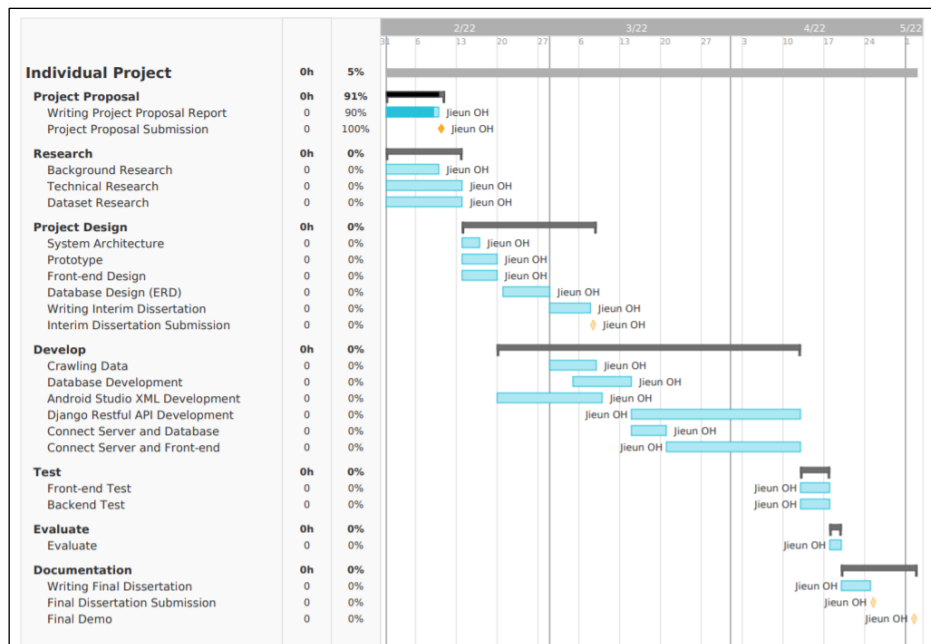 2/22 3/22 4/22 5/22
31 6 13 20 27 6 13 20 27 3 10 17 24 1
Individual Project 0h 5%
Project Proposal 0h 91%
Writing Project Proposal Report 0 90% Jieun OH
Project Proposal Submission 0 100% Jieun OH
Research 0h 0%
Background Research 0 0% Jieun OH
Technical Research 0 0% Jieun OH
Dataset Research 0 0% Jieun OH
Project Design 0h 0%
System Architecture 0 0% Jieun OH
Prototype 0 0% Jieun OH
Front-end Design 0 0% Jieun OH
Database Design (ERD) 0 0% Jieun OH
Writing Interim Dissertation 0 0% Jieun OH
Interim Dissertation Submission 0 0% Jieun OH
Develop 0h 0%
Crawling Data 0 0% Jieun OH
Database Development 0 0% Jieun OH
Android Studio XML Development 0 0% Jieun OH
Django Restful API Development 0 0% Jieun OH
Connect Server and Database 0 0% Jieun OH
Connect Server and Front-end 0 0% Jieun OH
Test 0h 0%
Front-end Test 0 0% Jieun OH
Backend Test 0 0% Jieun OH
Evaluate 0h 0%
Evaluate 0 0% Jieun OH
Documentation 0h 0%
Writing Final Dissertation 0 0% Jieun OH
Final Dissertation Submission 0 0% Jieun OH
Final Demo 0 0% Jieun OH